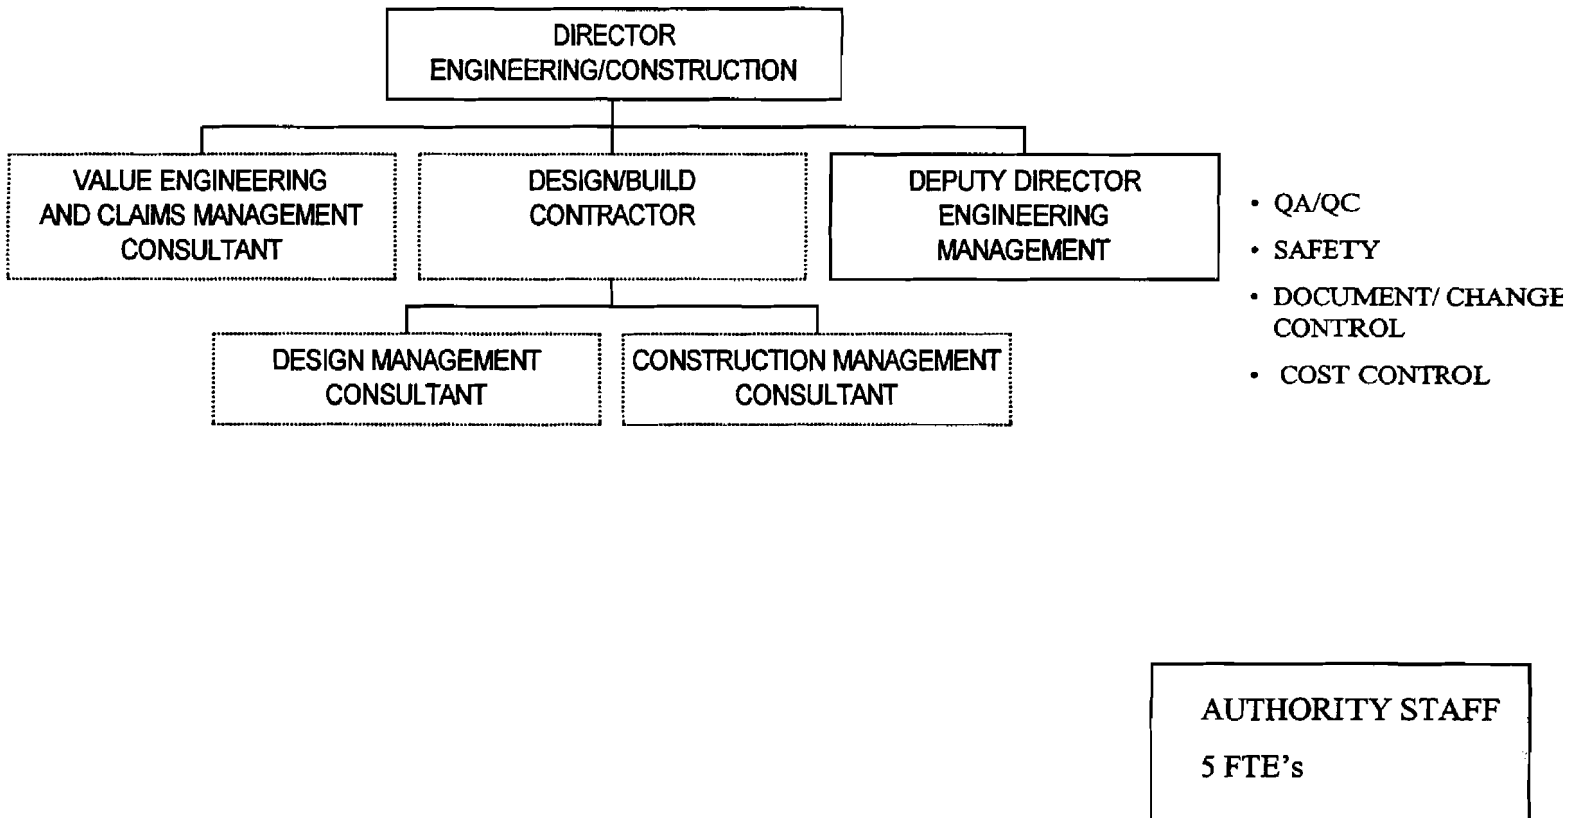 DIRECTOR
ENGINEERING/CONSTRUCTION
VALUE ENGINEERING
AND CLAIMS MANAGEMENT
CONSULTANT
DESIGN/BUILD
CONTRACTOR
DEPUTY DIRECTOR
ENGINEERING
MANAGEMENT
• QA/QC
• SAFETY
• DOCUMENT/ CHANGE
CONTROL
• COST CONTROL
DESIGN MANAGEMENT
CONSULTANT
CONSTRUCTION MANAGEMENT
CONSULTANT
AUTHORITY STAFF
5 FTE's